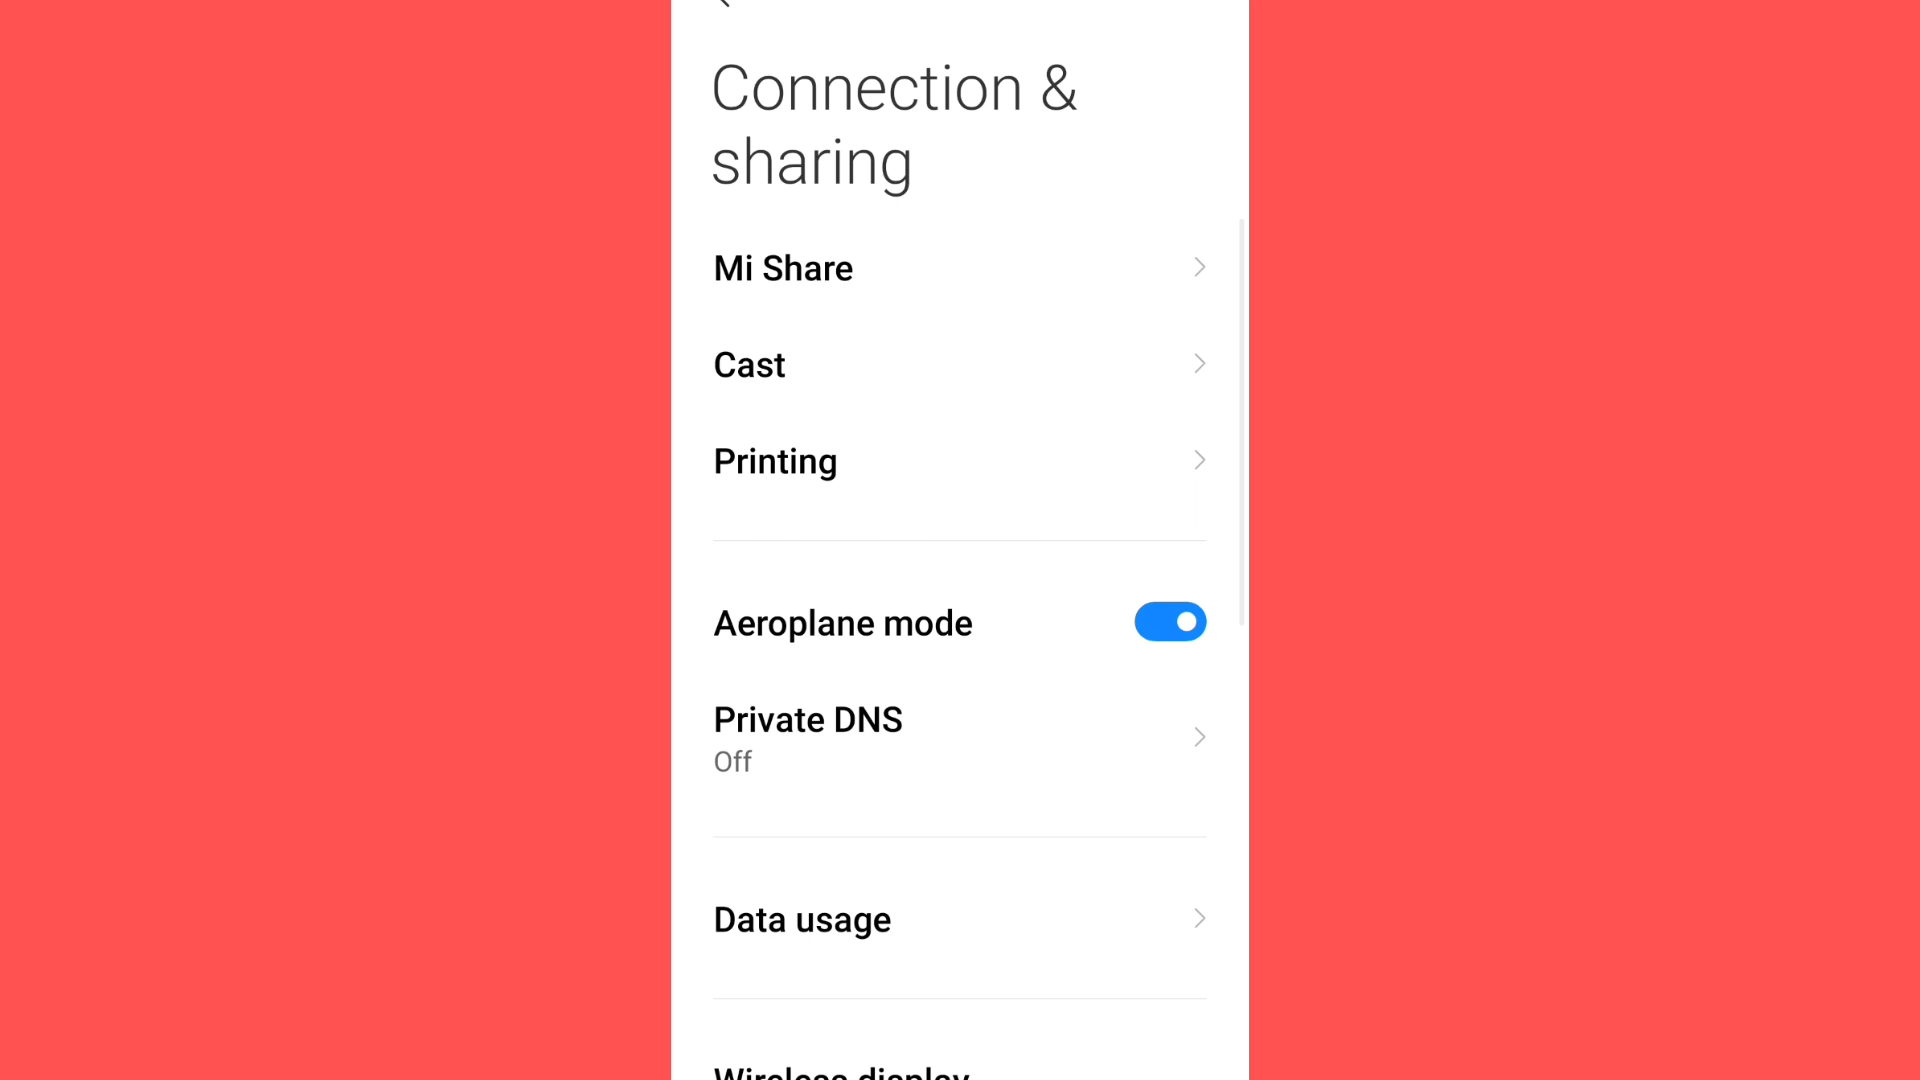 Connection &
sharing
Mi Share
Cast
Printing
Aeroplane mode
Private DNS
Off
Data usage
Wireless display